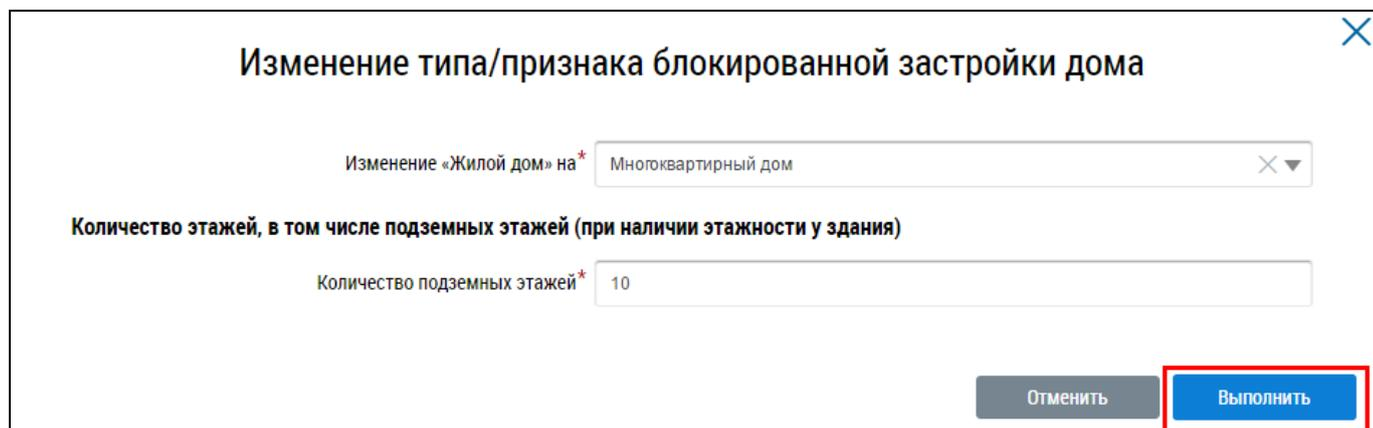 Изменение типа/признака блокированной застройки дома
Изменение «Жилой дом» на* Многоквартирный дом
Количество этажей, в том числе подземных этажей (при наличии этажности у здания)
Количество подземных этажей* 10
Отменить Выполнить